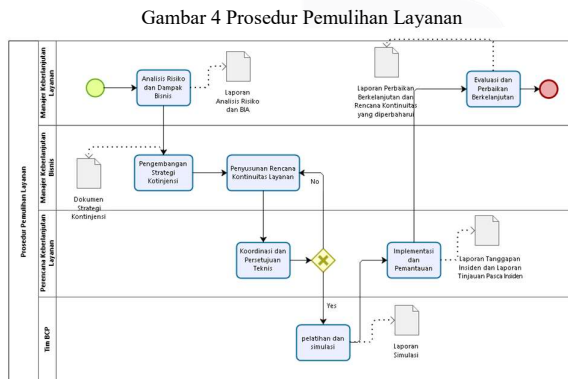 Gambar 4 Prosedur Pemulihan Layanan
Prosedur Pemulihan Layanan
Manajer Keberlanjutan
Layanan
Analisis Risiko
dan Dampak
Bisnis
Laporan
Analisis Risiko
dan BIA
Laporan Perbaikan
Berkelanjutan dan
Rencana Kontinuitas
yang diperbaharui
Evaluasi dan
Perbaikan
Berkelanjutan
Manajer Keberlanjutan
Bisnis
Dokumen
Strategi
Kontinjensi
Pengembangan
Strategi
Kotinjensi
Penyusunan Rencana
Kontinuitas Layanan
No
Perencana Keberlanjutan
Layanan
Koordinasi dan
Persetujuan
Teknis
Implementasi
dan
Pemantauan
Laporan Tanggapan
Insiden dan Laporan
Tinjauan Pasca Insiden
Yes
Tim BCP
pelatihan dan
simulasi
Laporan
Simulasi